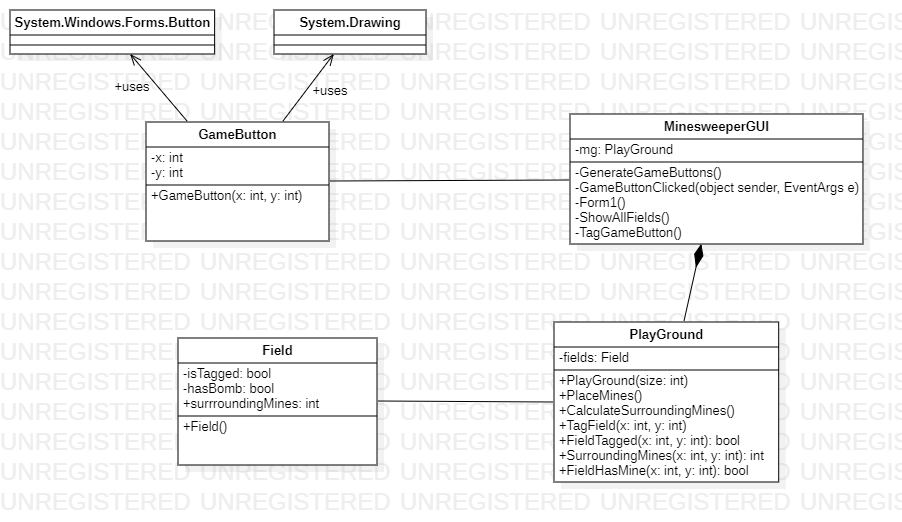 System.Windows.Forms.Button
System.Drawing
+uses
+uses
GameButton
-x: int
-y: int
+GameButton(x: int, y: int)
MinesweeperGUI
-mg: PlayGround
-GenerateGameButtons()
-GameButtonClicked(object sender, EventArgs e)
-Form1()
-ShowAllFields()
-TagGameButton()
Field
-isTagged: bool
-hasBomb: bool
+surrroundingMines: int
+Field()
PlayGround
-fields: Field
+PlayGround(size: int)
+PlaceMines()
+CalculateSurroundingMines()
+TagField(x: int, y: int)
+FieldTagged(x: int, y: int): bool
+SurroundingMines(x: int, y: int): int
+FieldHasMine(x: int, y: int): bool
UNREGISTERED